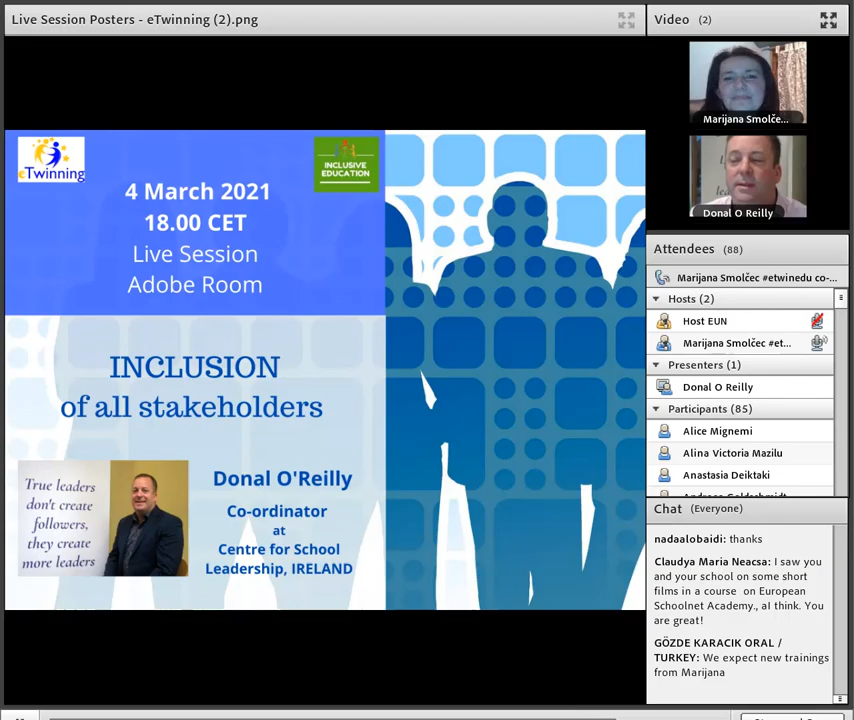 Live Session Posters - eTwinning (2).png
eTwinning
INCLUSIVE
EDUCATION
4 March 2021
18.00 CET
Live Session
Adobe Room
INCLUSION
of all stakeholders
True leaders
don't create
followers,
they create
more leaders
Donal O'Reilly
Co-ordinator
at
Centre for School
Leadership, IRELAND
Video (2)
Marijana Smolče...
Donal O Reilly
Attendees (88)
Marijana Smolčec #etwinedu co-...
Hosts (2)
Host EUN
Marijana Smolčec #et...
Presenters (1)
Donal O Reilly
Participants (85)
Alice Mignemi
Alina Victoria Mazilu
Anastasia Deiktaki
Chat (Everyone)
nadaalobaidi: thanks
Claudya Maria Neacsa: I saw you
and your school on some short
films in a course on European
Schoolnet Academy., aI think. You
are great!
GÖZDE KARACIK ORAL /
TURKEY: We expect new trainings
from Marijana